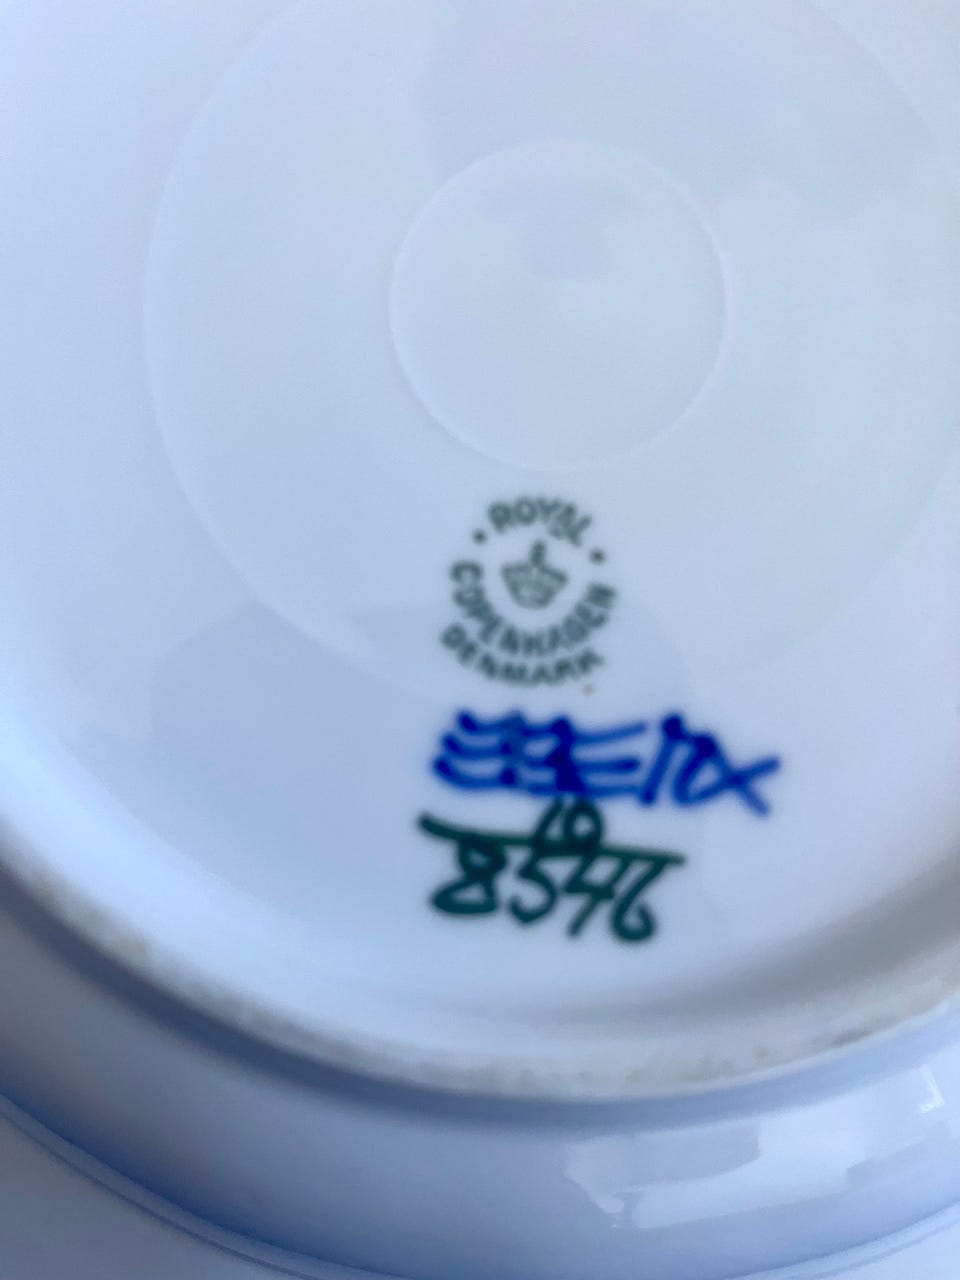 ROYAL
COPENHAGEN
DENMARK
10
8546